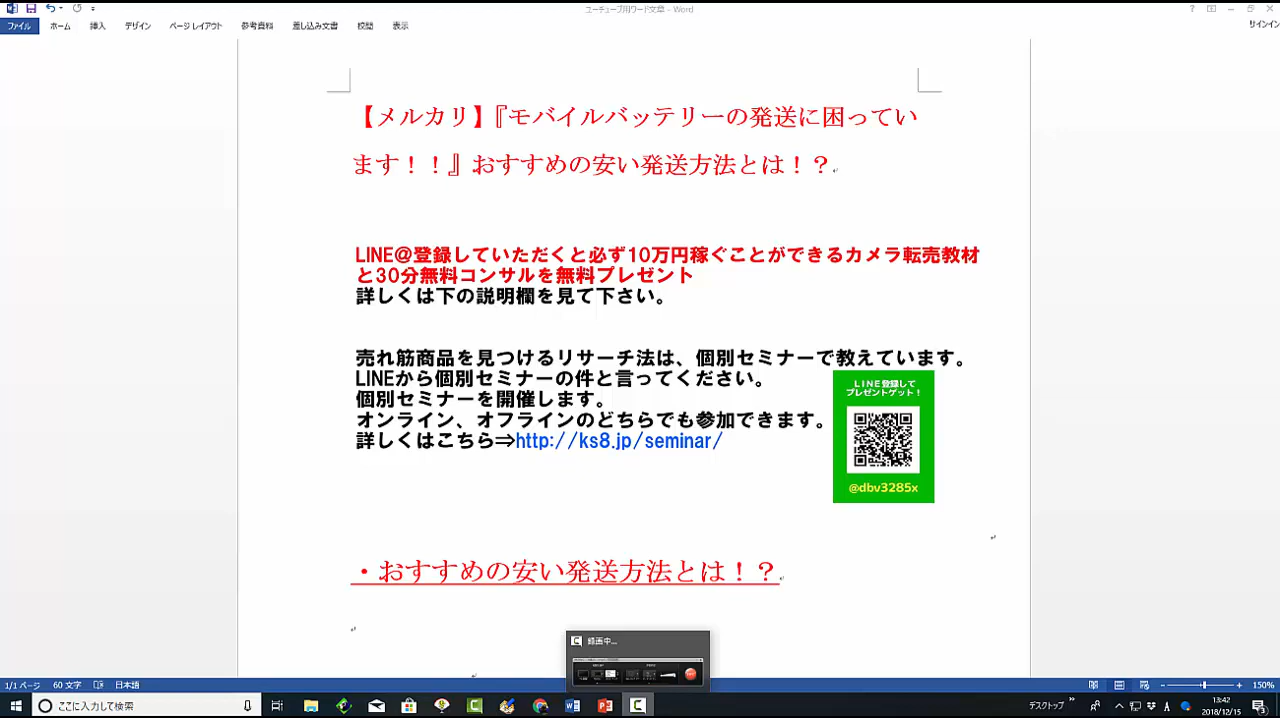 ユーチューブ用ワード文章 - Word
サインイン
ファイル ホーム 挿入 デザイン ページ レイアウト 参考資料 差し込み文書 校閲 表示
【メルカリ】『モバイルバッテリーの発送に困ってい
ます！！』おすすめの安い発送方法とは！？
LINE@登録していただくと必ず10万円稼ぐことができるカメラ転売教材
と30分無料コンサルを無料プレゼント
詳しくは下の説明欄を見て下さい。
売れ筋商品を見つけるリサーチ法は、個別セミナーで教えています。
LINEから個別セミナーの件と言ってください。
個別セミナーを開催します。
オンライン、オフラインのどちらでも参加できます。
詳しくはこちら⇒http://ks8.jp/seminar/
LINE登録して
プレゼントゲット！
@dbv3285x
・おすすめの安い発送方法とは！？
録画中...
1/1 ページ 60 文字 日本語
150%
ここに入力して検索
デスクトップ
13:42
2018/12/15